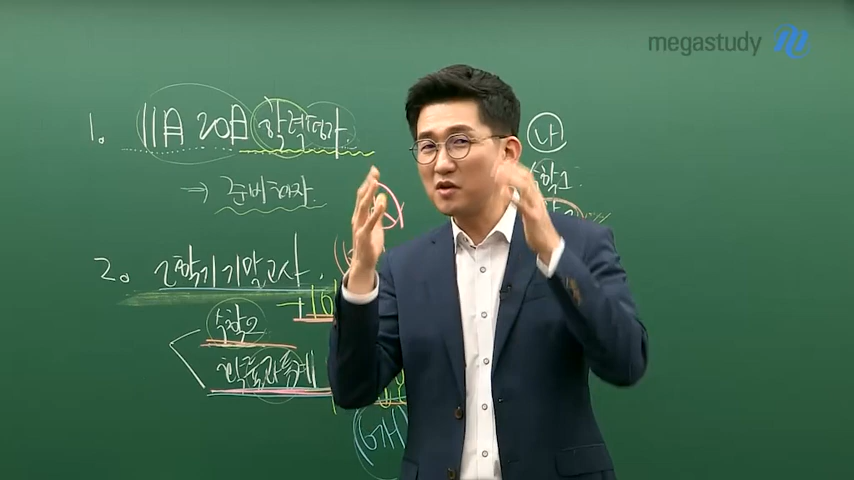 megastudy
1. 11月 20日 학력평가.
→ 준비하자
나
수학1
2. 2학기 기말고사.
수학2
확률과통계